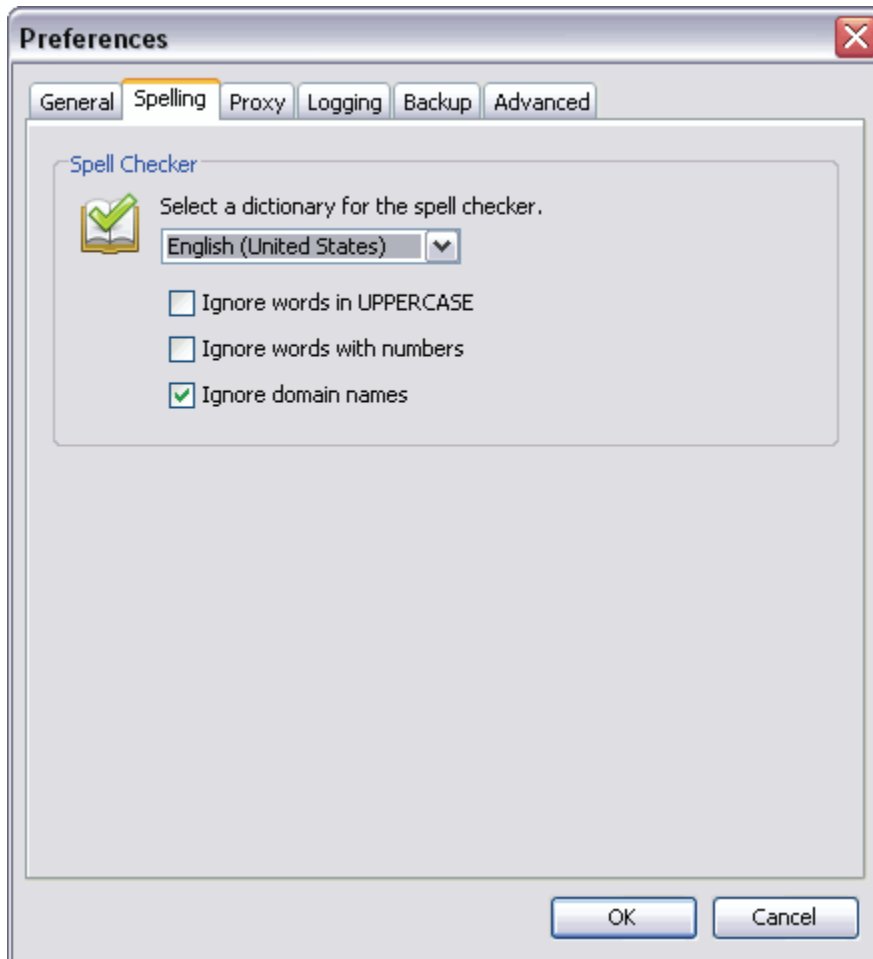 Preferences
General Spelling Proxy Logging Backup Advanced
Spell Checker
Select a dictionary for the spell checker.
English (United States)
Ignore words in UPPERCASE
Ignore words with numbers
Ignore domain names
OK Cancel